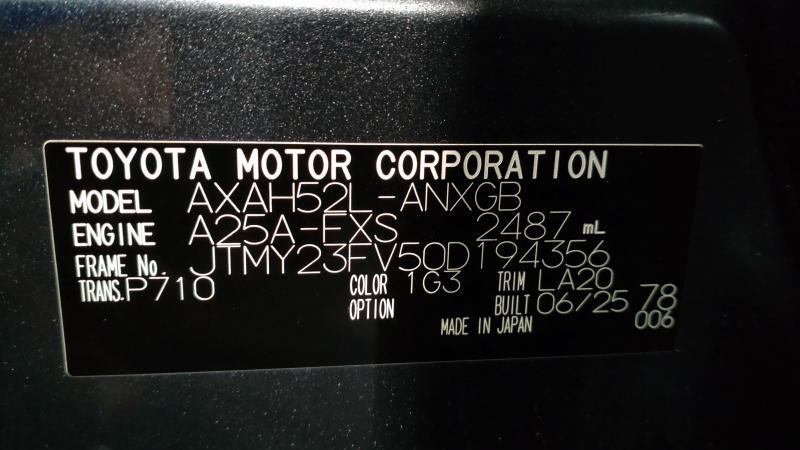 TOYOTA MOTOR CORPORATION
MODEL AXAH52L-ANXGB
ENGINE A25A-FXS 2487 mL
FRAME No. JTMY23FV50D194356
TRANS. P710 COLOR 1G3 TRIM LA20
OPTION BUILT 06/25 78
MADE IN JAPAN 006